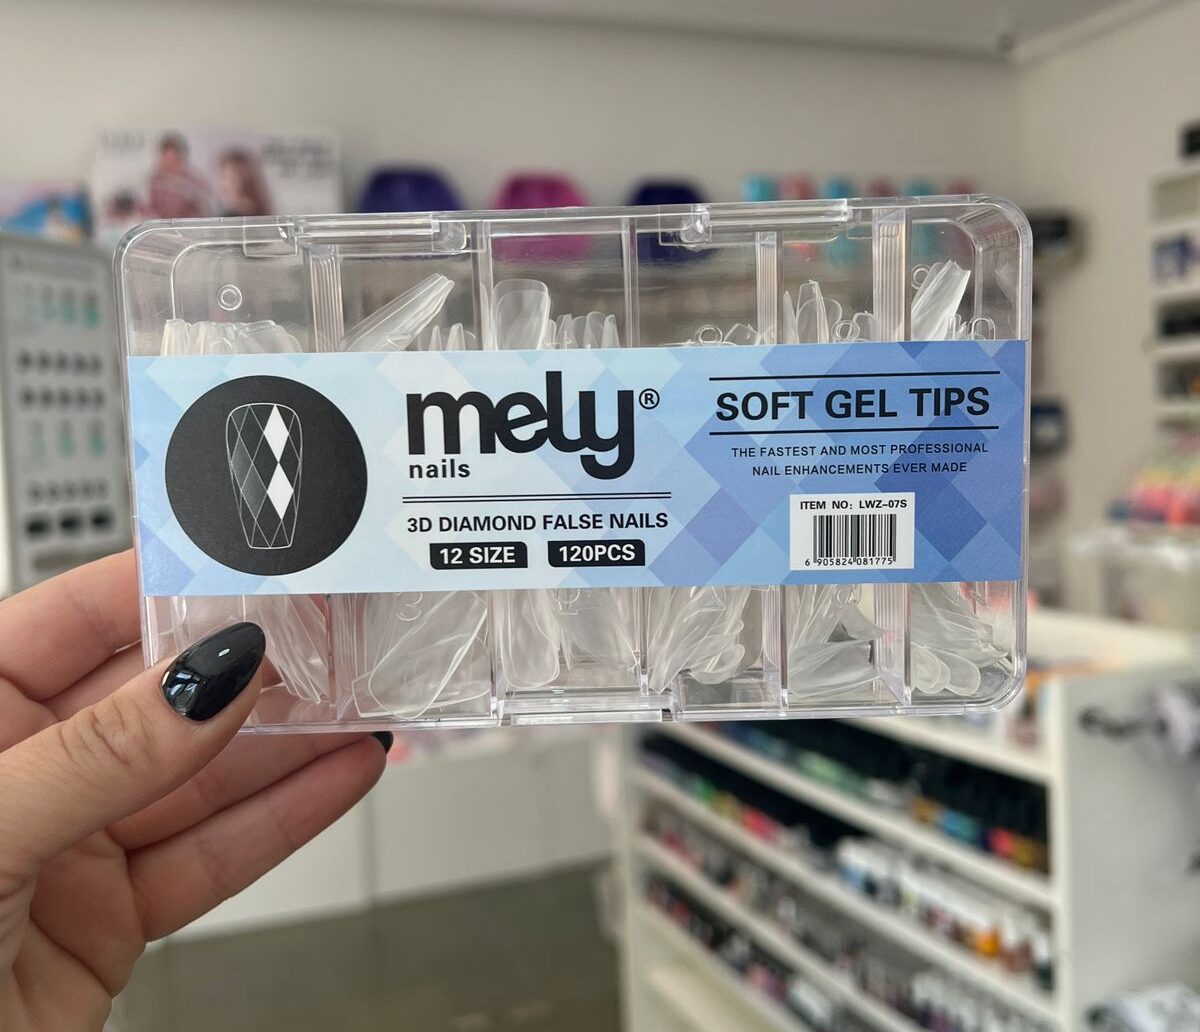 mely®
nails
3D DIAMOND FALSE NAILS
12 SIZE 120PCS
SOFT GEL TIPS
THE FASTEST AND MOST PROFESSIONAL
NAIL ENHANCEMENTS EVER MADE
ITEM NO: LWZ-07S
6 905824 081775